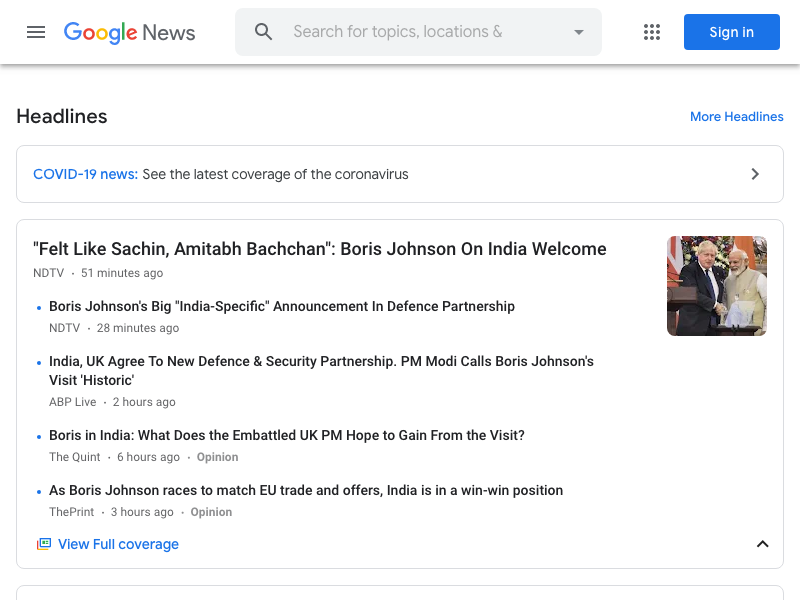 Google News
Search for topics, locations &
Sign in
Headlines
More Headlines
COVID-19 news: See the latest coverage of the coronavirus
"Felt Like Sachin, Amitabh Bachchan": Boris Johnson On India Welcome
NDTV · 51 minutes ago
Boris Johnson's Big "India-Specific" Announcement In Defence Partnership
NDTV · 28 minutes ago
India, UK Agree To New Defence & Security Partnership. PM Modi Calls Boris Johnson's
Visit 'Historic'
ABP Live · 2 hours ago
Boris in India: What Does the Embattled UK PM Hope to Gain From the Visit?
The Quint · 6 hours ago · Opinion
As Boris Johnson races to match EU trade and offers, India is in a win-win position
ThePrint · 3 hours ago · Opinion
View Full coverage